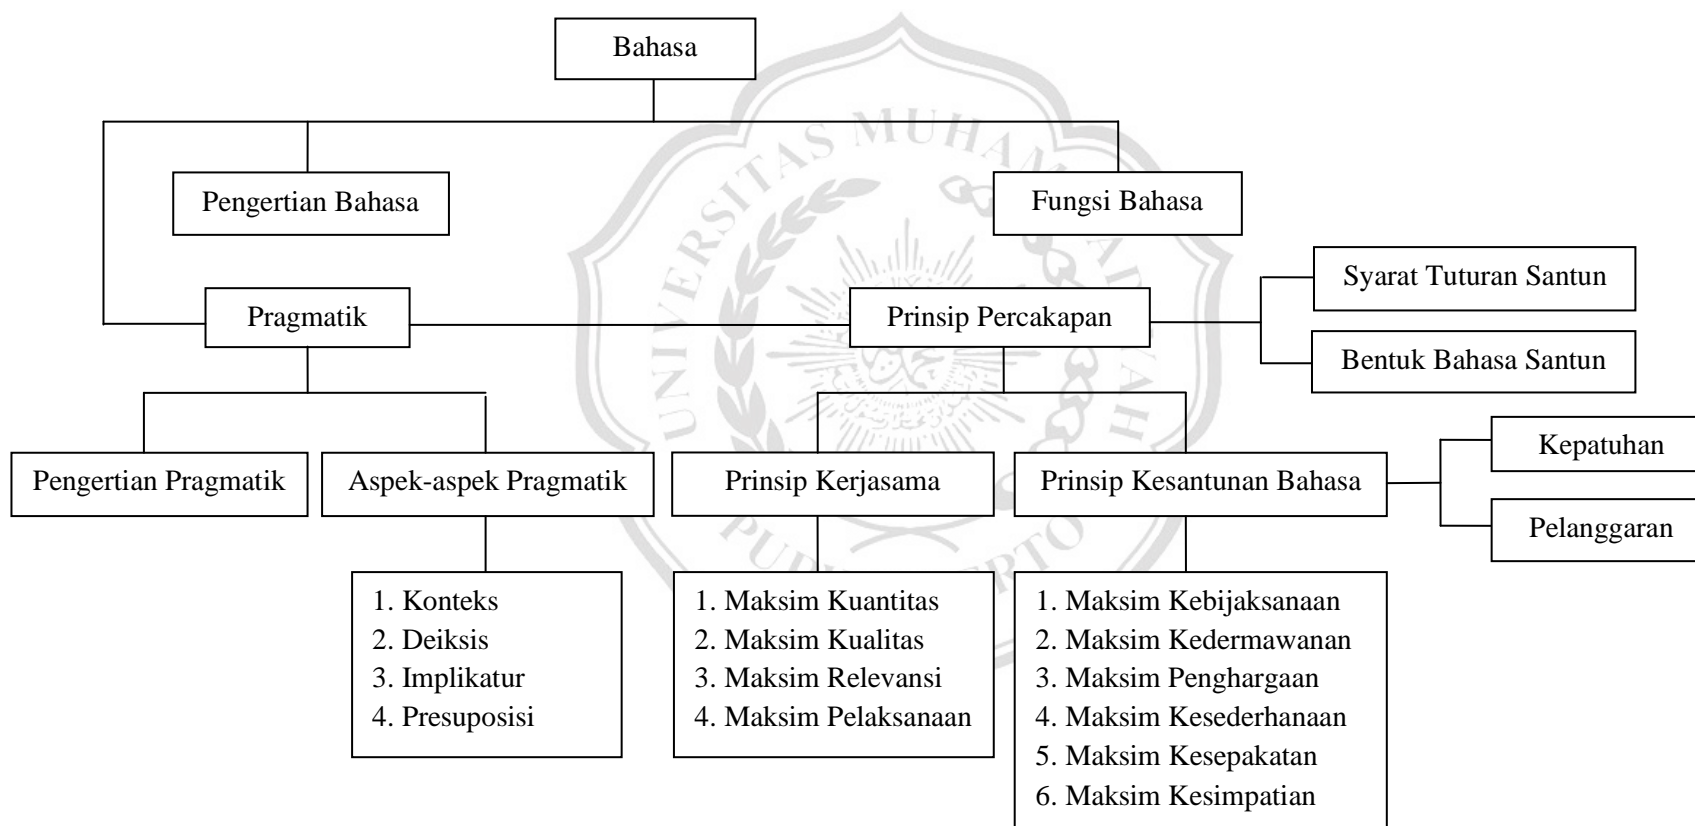 Bahasa
UNIVERSITAS MUHAMMADIYAH
Pengertian Bahasa
Fungsi Bahasa
Syarat Tuturan Santun
Pragmatik
Prinsip Percakapan
Bentuk Bahasa Santun
Kepatuhan
Pengertian Pragmatik
Aspek-aspek Pragmatik
Prinsip Kerjasama
Prinsip Kesantunan Bahasa
Pelanggaran
1. Konteks
2. Deiksis
3. Implikatur
4. Presuposisi
1. Maksim Kuantitas
2. Maksim Kualitas
3. Maksim Relevansi
4. Maksim Pelaksanaan
1. Maksim Kebijaksanaan
2. Maksim Kedermawanan
3. Maksim Penghargaan
4. Maksim Kesederhanaan
5. Maksim Kesepakatan
6. Maksim Kesimpatian